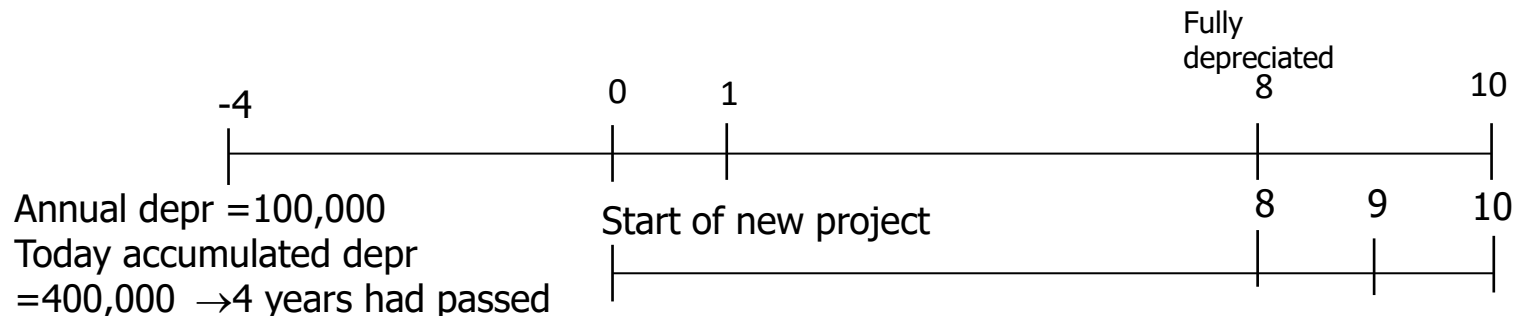 Fully
depreciated
-4 0 1 8 10
Annual depr =100,000
Today accumulated depr
=400,000 →4 years had passed
Start of new project
8 9 10